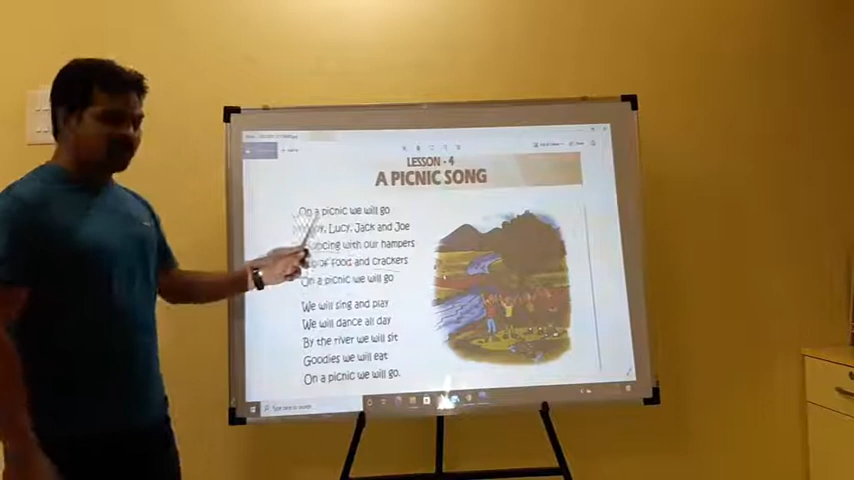 LESSON - 4
A PICNIC SONG
On a picnic we will go
Lucy, Jack and Joe
with our hampers
of food and crackers
On a picnic we will go
We will sing and play
We will dance all day
By the river we will sit
Goodies we will eat
On a picnic we will go.